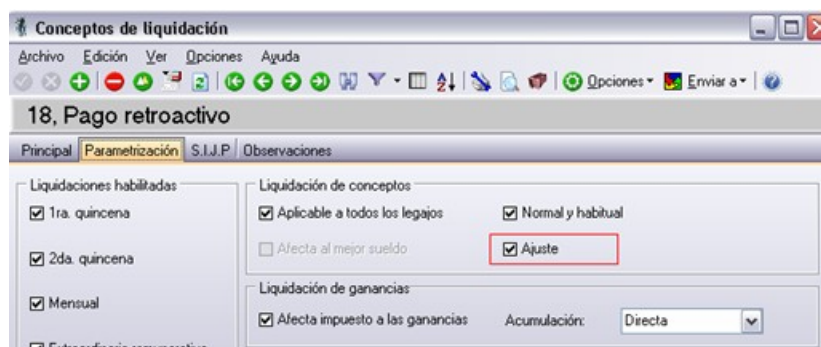 Conceptos de liquidación
Archivo Edición Ver Opciones Ayuda
Opciones Enviar a
18, Pago retroactivo
Principal Parametrización S.I.J.P Observaciones
Liquidaciones habilitadas
1ra. quincena
2da. quincena
Mensual
Liquidación de conceptos
Aplicable a todos los legajos Normal y habitual
Afecta al mejor sueldo Ajuste
Liquidación de ganancias
Afecta impuesto a las ganancias Acumulación: Directa